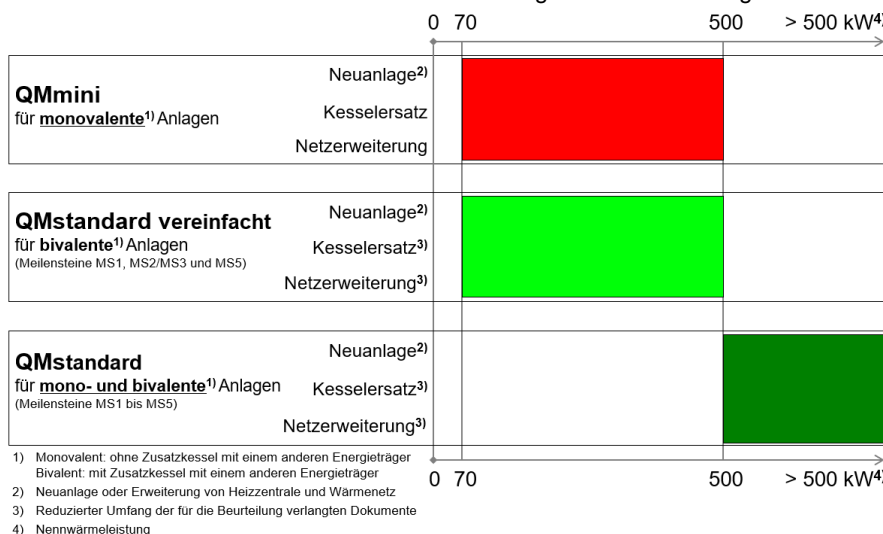 0 70 500 > 500 kW4)
QMmini
für monovalente1) Anlagen
Neuanlage2)
Kesselersatz
Netzerweiterung
QMstandard vereinfacht
für bivalente1) Anlagen
(Meilensteine MS1, MS2/MS3 und MS5)
Neuanlage2)
Kesselersatz3)
Netzerweiterung3)
QMstandard
für mono- und bivalente1) Anlagen
(Meilensteine MS1 bis MS5)
Neuanlage2)
Kesselersatz3)
Netzerweiterung3)
0 70 500 > 500 kW4)
1) Monovalent: ohne Zusatzkessel mit einem anderen Energieträger
Bivalent: mit Zusatzkessel mit einem anderen Energieträger
2) Neuanlage oder Erweiterung von Heizzentrale und Wärmenetz
3) Reduzierter Umfang der für die Beurteilung verlangten Dokumente
4) Nennwärmeleistung